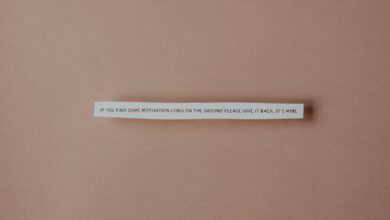 IF YOU FIND SOME MOTIVATION LYING ON THE GROUND PLEASE GIVE IT BACK, IT'S MINE